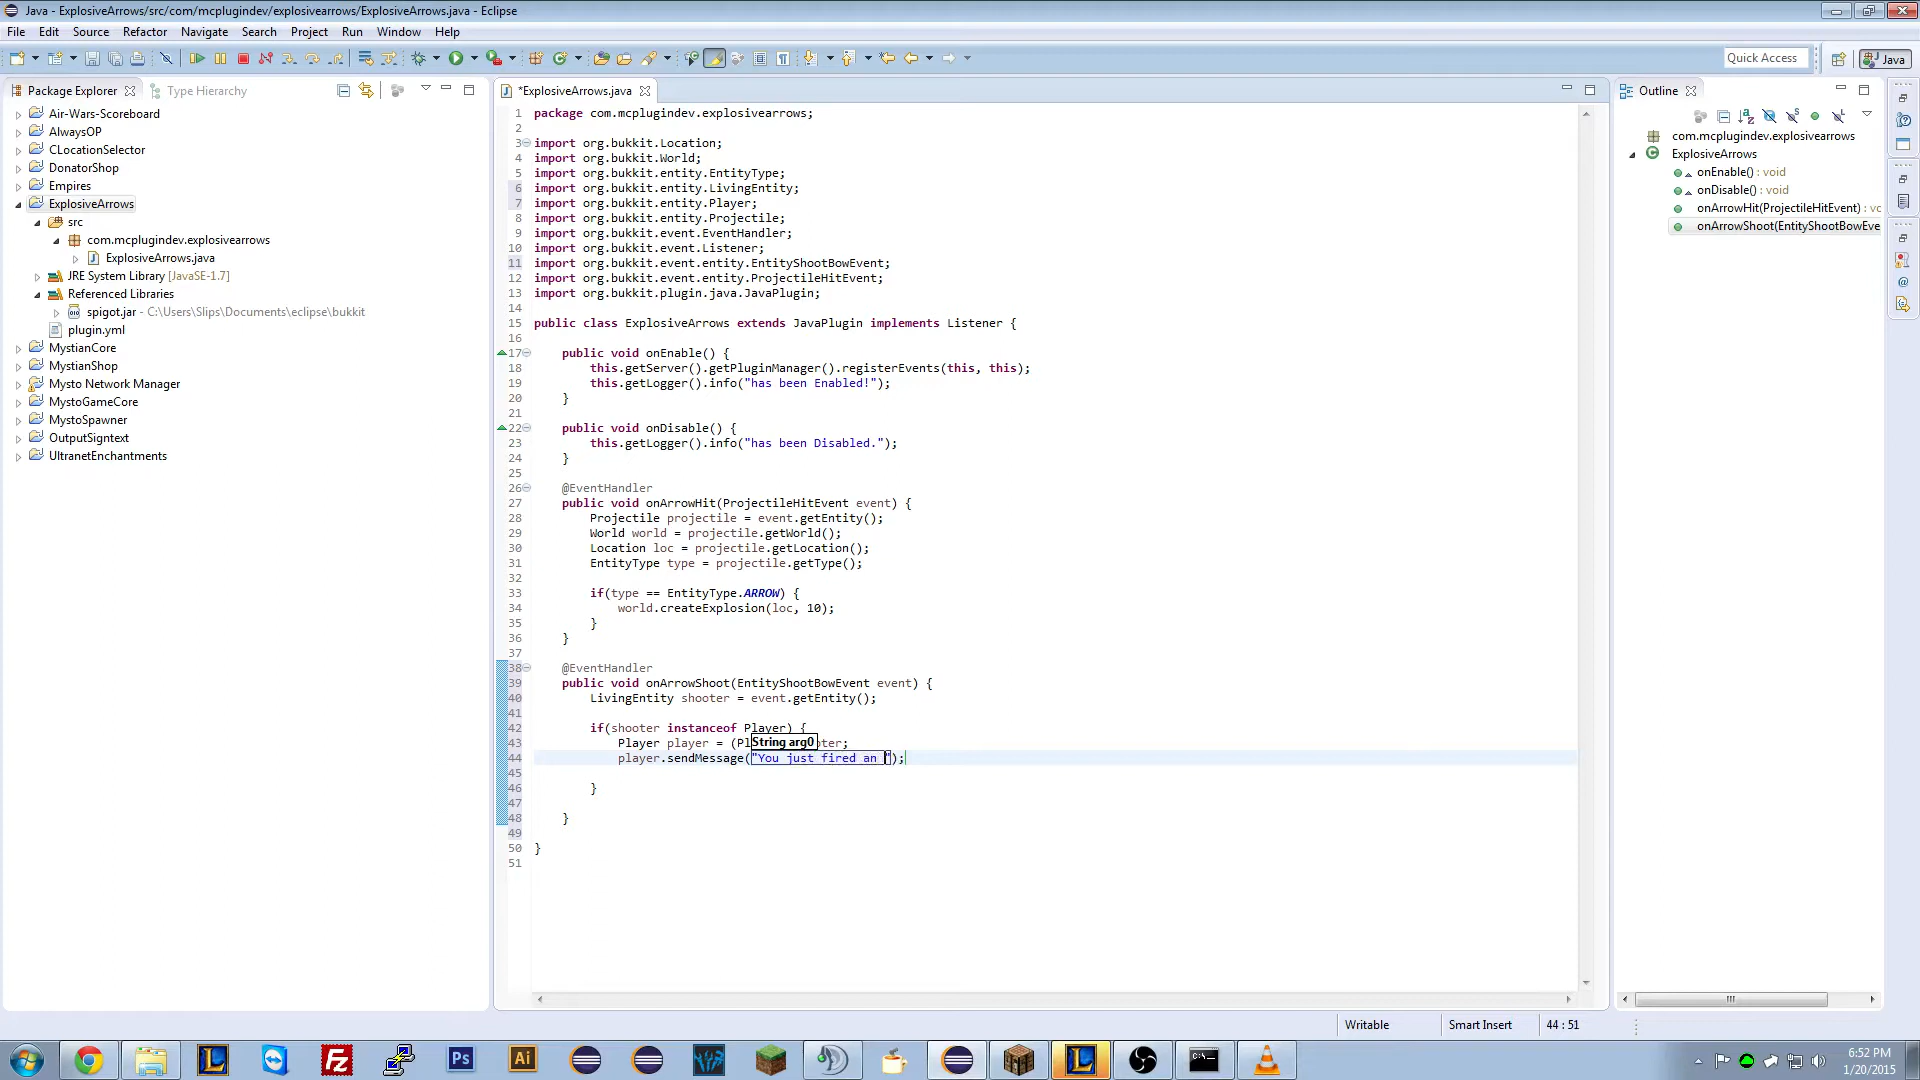 Java - ExplosiveArrows/src/com/mcplugindev/explosivearrows/ExplosiveArrows.java - Eclipse
File Edit Source Refactor Navigate Search Project Run Window Help
Quick Access
Java
Package Explorer
Type Hierarchy
Air-Wars-Scoreboard
AlwaysOP
CLocationSelector
DonatorShop
Empires
ExplosiveArrows
src
com.mcplugindev.explosivearrows
ExplosiveArrows.java
JRE System Library [JavaSE-1.7]
Referenced Libraries
spigot.jar - C:\Users\Slips\Documents\eclipse\bukkit
plugin.yml
MystianCore
MystianShop
Mysto Network Manager
MystoGameCore
MystoSpawner
OutputSigntext
UltranetEnchantments
*ExplosiveArrows.java
1 package com.mcplugindev.explosivearrows;
2
3 import org.bukkit.Location;
4 import org.bukkit.World;
5 import org.bukkit.entity.EntityType;
6 import org.bukkit.entity.LivingEntity;
7 import org.bukkit.entity.Player;
8 import org.bukkit.entity.Projectile;
9 import org.bukkit.event.EventHandler;
10 import org.bukkit.event.Listener;
11 import org.bukkit.event.entity.EntityShootBowEvent;
12 import org.bukkit.event.entity.ProjectileHitEvent;
13 import org.bukkit.plugin.java.JavaPlugin;
14
15 public class ExplosiveArrows extends JavaPlugin implements Listener {
16
17 public void onEnable() {
18 this.getServer().getPluginManager().registerEvents(this, this);
19 this.getLogger().info("has been Enabled!");
20 }
21
22 public void onDisable() {
23 this.getLogger().info("has been Disabled.");
24 }
25
26 @EventHandler
27 public void onArrowHit(ProjectileHitEvent event) {
28 Projectile projectile = event.getEntity();
29 World world = projectile.getWorld();
30 Location loc = projectile.getLocation();
31 EntityType type = projectile.getType();
32
33 if(type == EntityType.ARROW) {
34 world.createExplosion(loc, 10);
35 }
36 }
37
38 @EventHandler
39 public void onArrowShoot(EntityShootBowEvent event) {
40 LivingEntity shooter = event.getEntity();
41
42 if(shooter instanceof Player) {
43 Player player = (Pl String arg0 oter;
44 player.sendMessage("You just fired an ");
45
46 }
47
48 }
49
50 }
51
Outline
com.mcplugindev.explosivearrows
ExplosiveArrows
onEnable() : void
onDisable() : void
onArrowHit(ProjectileHitEvent) : vo
onArrowShoot(EntityShootBowEve
Writable
Smart Insert
44 : 51
6:52 PM
1/20/2015